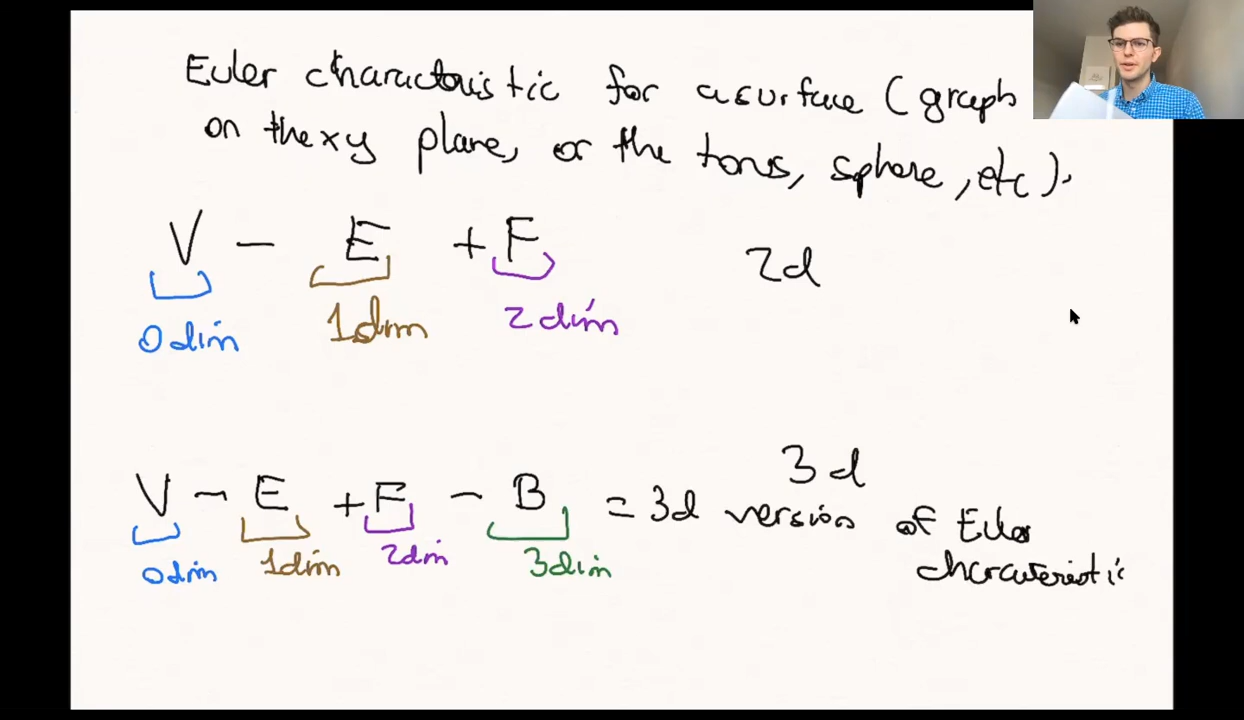 Euler characteristic for a surface (graph
on the xy plane, or the torus, sphere, etc).
V - E + F 2d
0dim 1dim 2dim
3d
V - E + F - B = 3d version of Euler
0dim 1dim 2dim 3dim characteristic